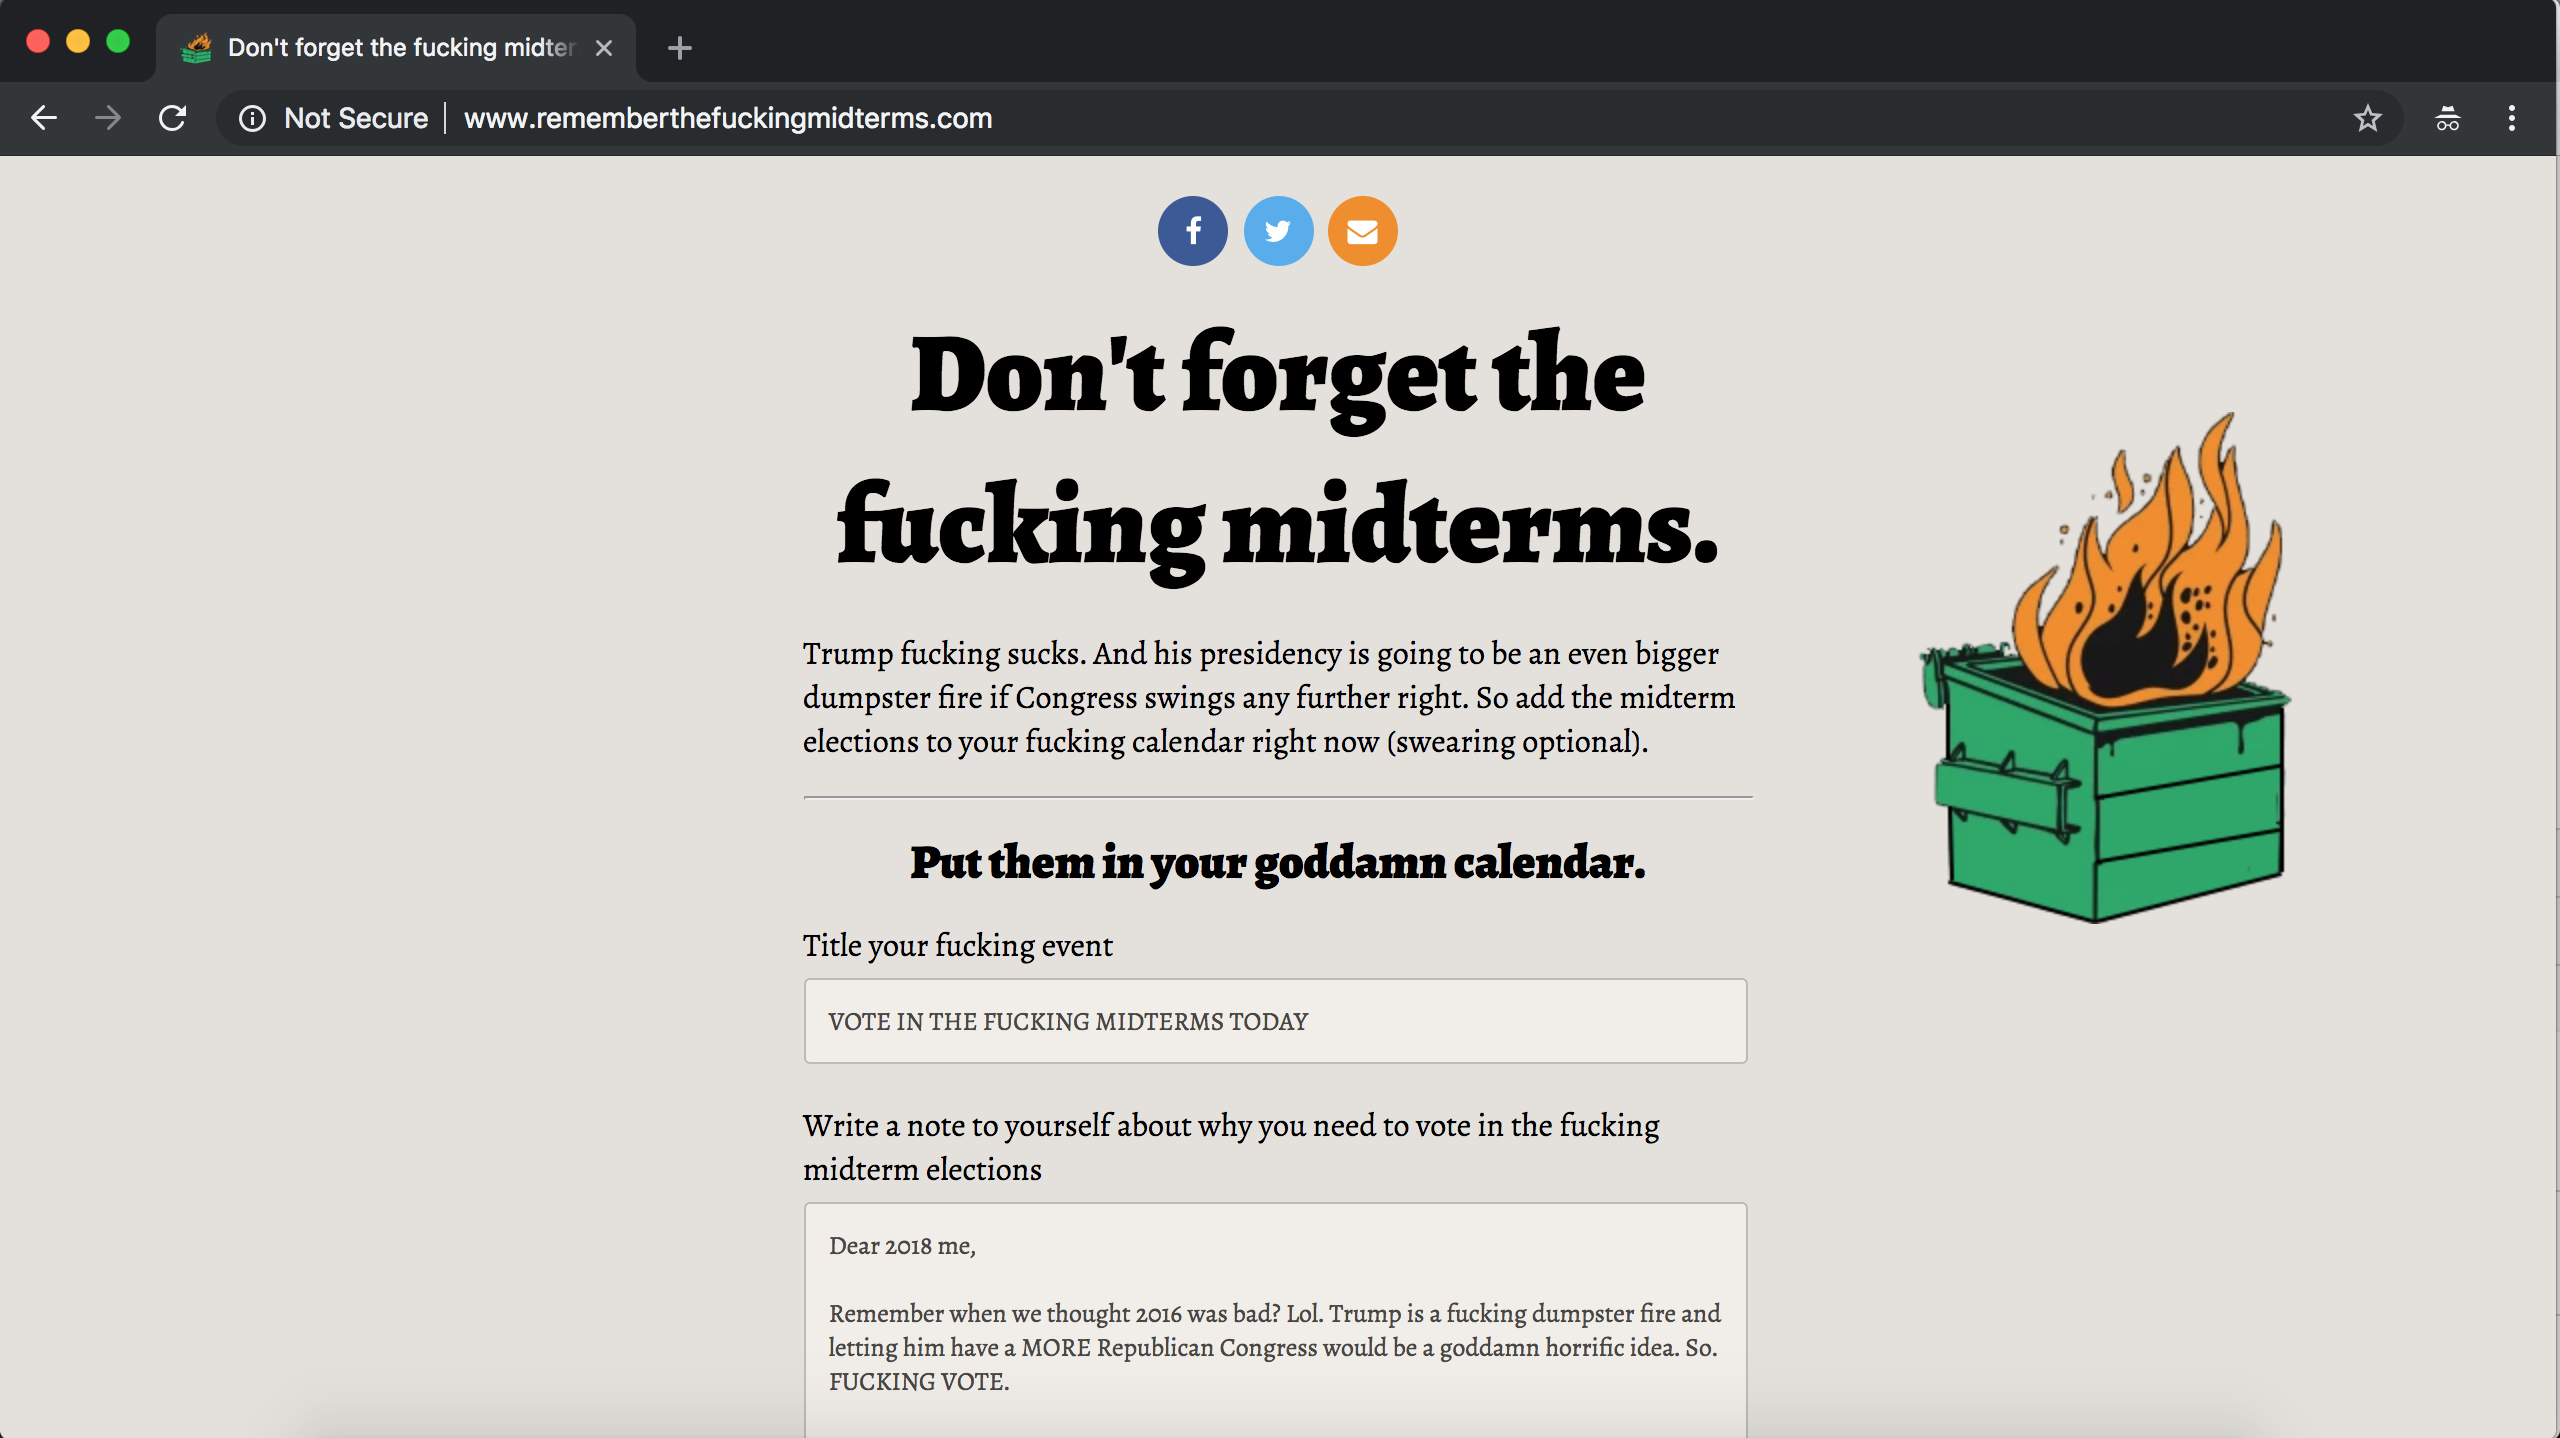 Don't forget the fucking midter
Not Secure
www.rememberthefuckingmidterms.com
Don't forget the
fucking midterms.
Trump fucking sucks. And his presidency is going to be an even bigger
dumpster fire if Congress swings any further right. So add the midterm
elections to your fucking calendar right now (swearing optional).
Put them in your goddamn calendar.
Title your fucking event
VOTE IN THE FUCKING MIDTERMS TODAY
Write a note to yourself about why you need to vote in the fucking
midterm elections
Dear 2018 me,
Remember when we thought 2016 was bad? Lol. Trump is a fucking dumpster fire and
letting him have a MORE Republican Congress would be a goddamn horrific idea. So.
FUCKING VOTE.